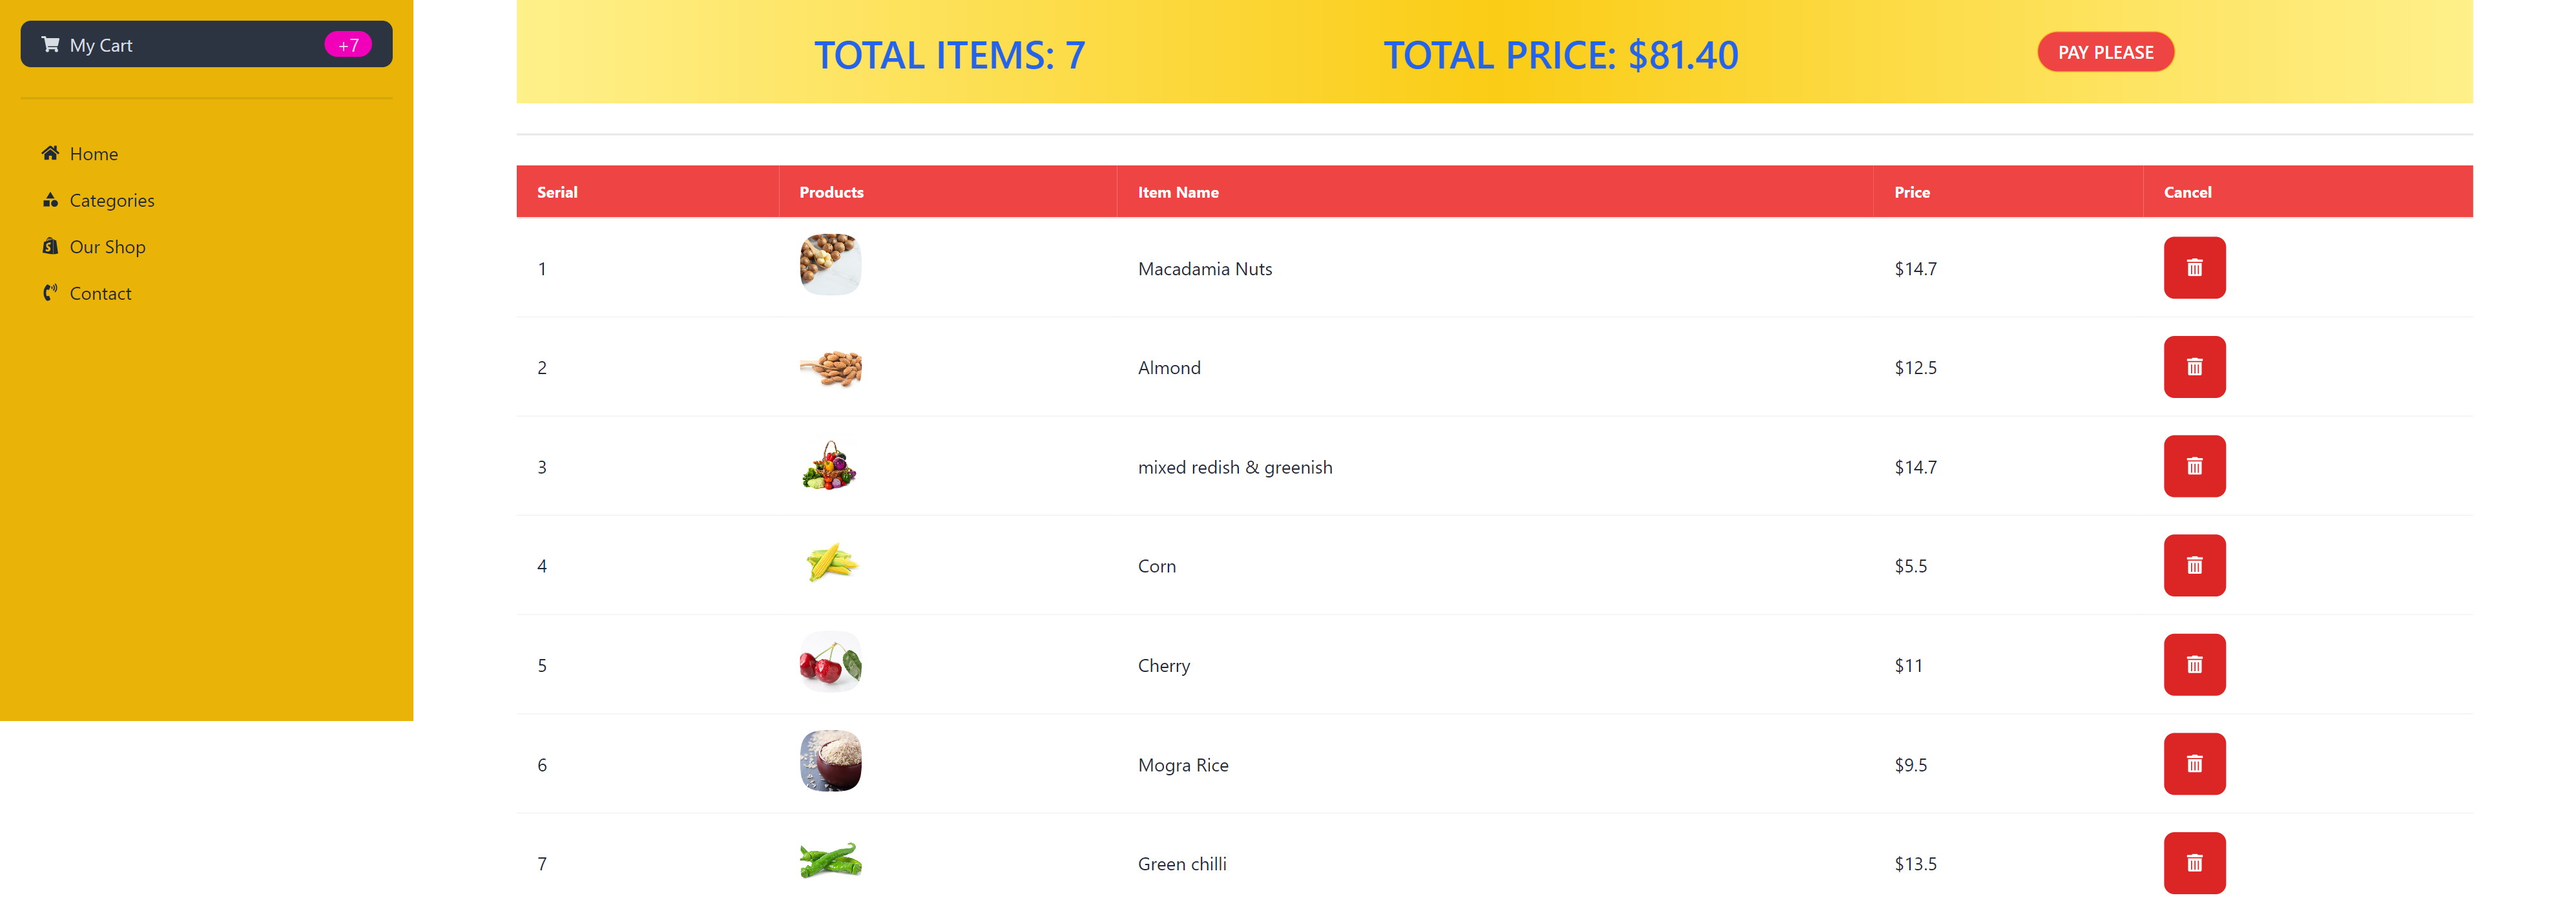 My Cart +7
Home
Categories
Our Shop
Contact
TOTAL ITEMS: 7 TOTAL PRICE: $81.40 PAY PLEASE
Serial Products Item Name Price Cancel
1 Macadamia Nuts $14.7
2 Almond $12.5
3 mixed redish & greenish $14.7
4 Corn $5.5
5 Cherry $11
6 Mogra Rice $9.5
7 Green chilli $13.5